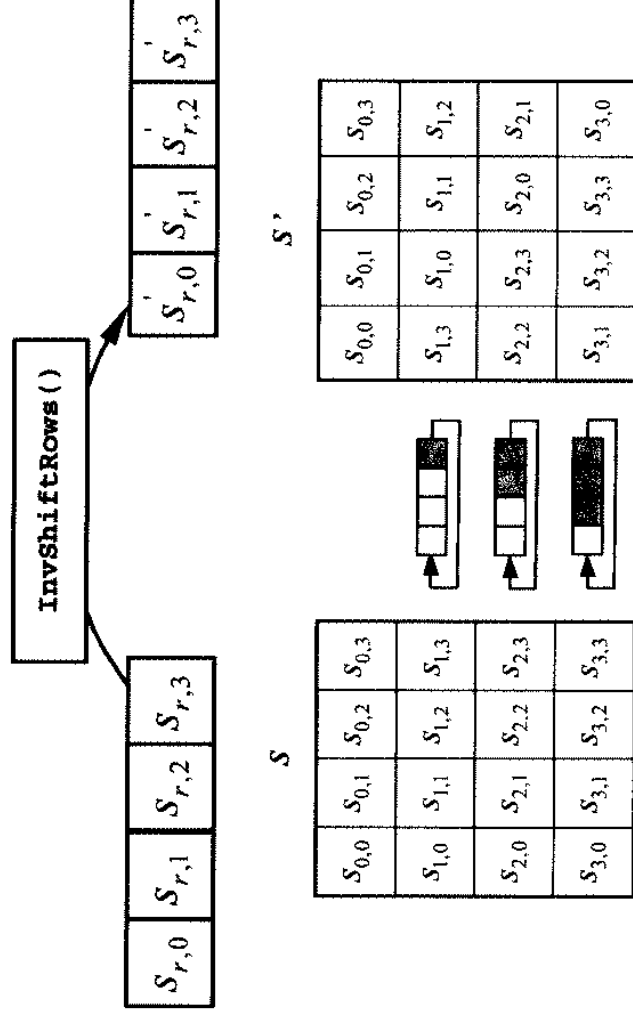 InvShiftRows()
S_{r,0} S_{r,1} S_{r,2} S_{r,3} S'_{r,0} S'_{r,1} S'_{r,2} S'_{r,3}
S S'
S_{0,0} S_{0,1} S_{0,2} S_{0,3} S_{0,0} S_{0,1} S_{0,2} S_{0,3}
S_{1,0} S_{1,1} S_{1,2} S_{1,3} S_{1,3} S_{1,0} S_{1,1} S_{1,2}
S_{2,0} S_{2,1} S_{2,2} S_{2,3} S_{2,2} S_{2,3} S_{2,0} S_{2,1}
S_{3,0} S_{3,1} S_{3,2} S_{3,3} S_{3,1} S_{3,2} S_{3,3} S_{3,0}